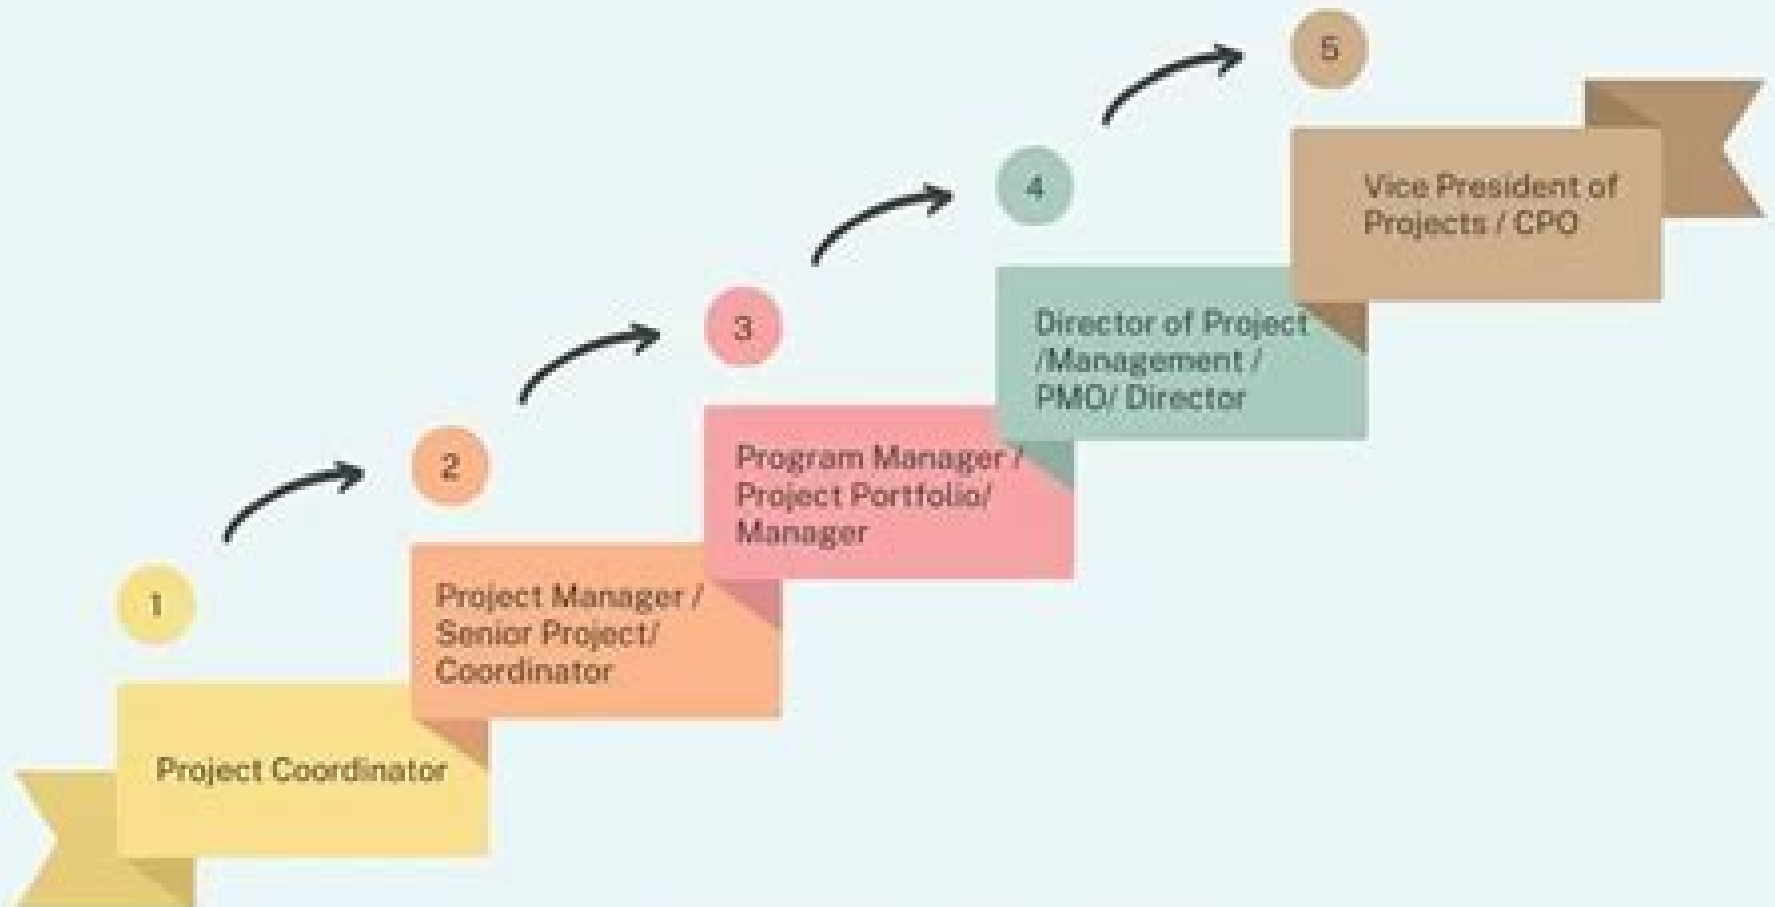 1
Project Coordinator
2
Project Manager /
Senior Project/
Coordinator
3
Program Manager /
Project Portfolio/
Manager
4
Director of Project
/Management /
PMO/ Director
5
Vice President of
Projects / CPO